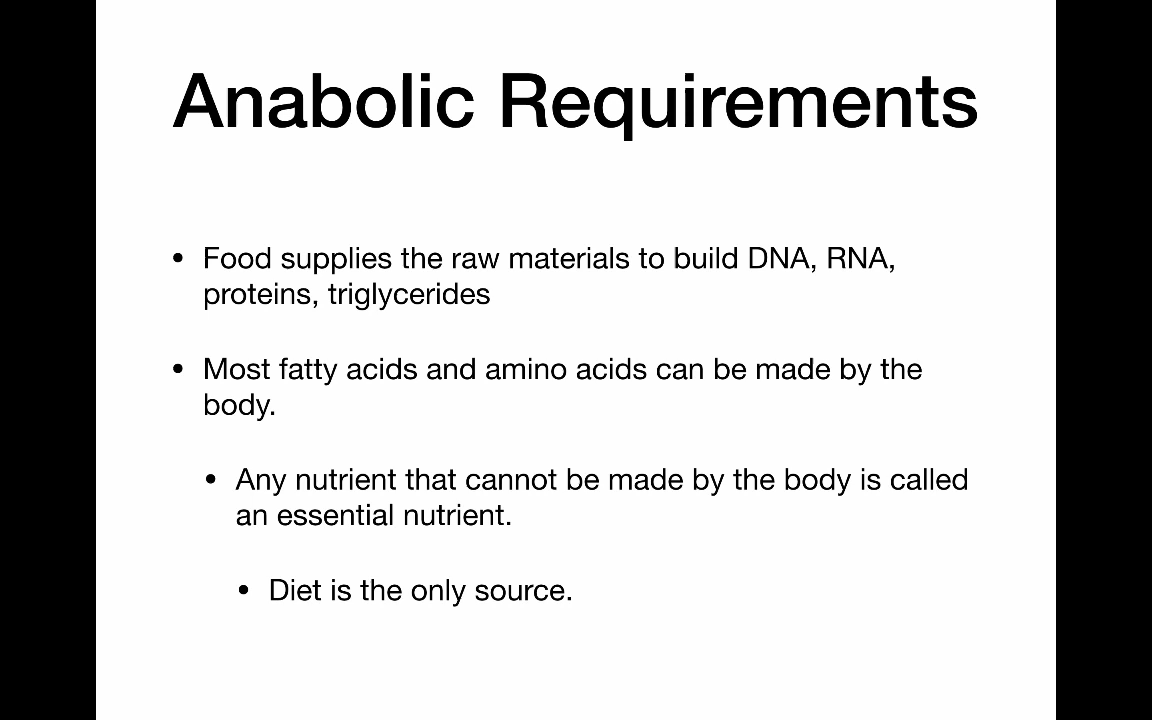 Anabolic Requirements
• Food supplies the raw materials to build DNA, RNA,
proteins, triglycerides
• Most fatty acids and amino acids can be made by the
body.
• Any nutrient that cannot be made by the body is called
an essential nutrient.
• Diet is the only source.